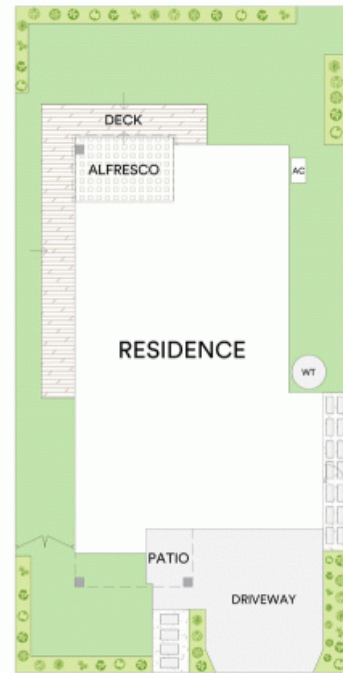 DECK
ALFRESCO
AC
RESIDENCE
WT
PATIO
DRIVEWAY